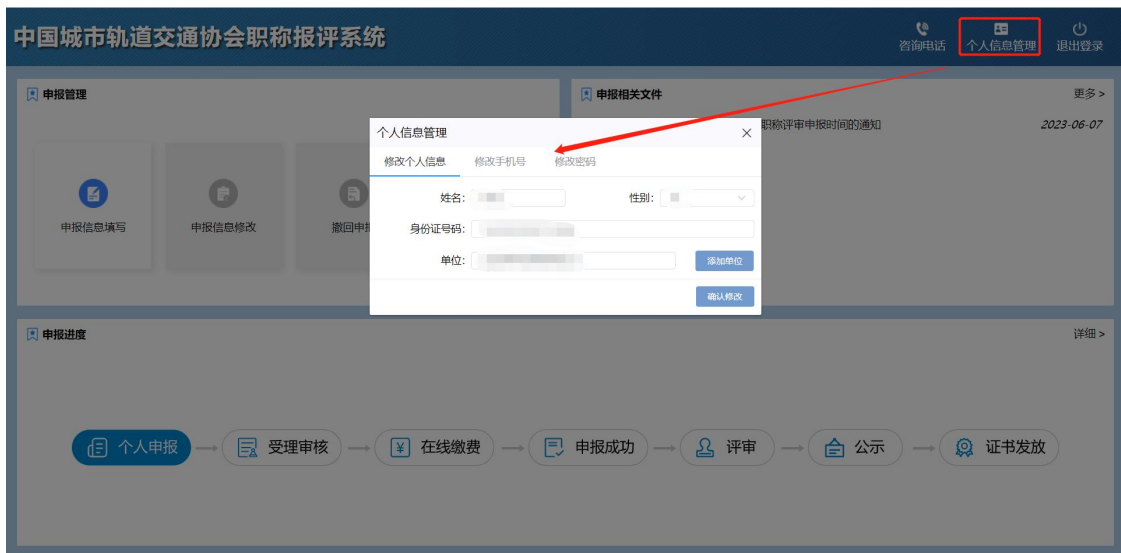 中国城市轨道交通协会职称报评系统
咨询电话
个人信息管理
退出登录
申报管理
申报相关文件
更多 >
职称评审申报时间的通知
2023-06-07
个人信息管理
修改个人信息
修改手机号
修改密码
姓名:
性别:
身份证号码:
单位:
添加单位
确认修改
申报信息填写
申报信息修改
撤回申
申报进度
详细 >
个人申报
受理审核
在线缴费
申报成功
评审
公示
证书发放